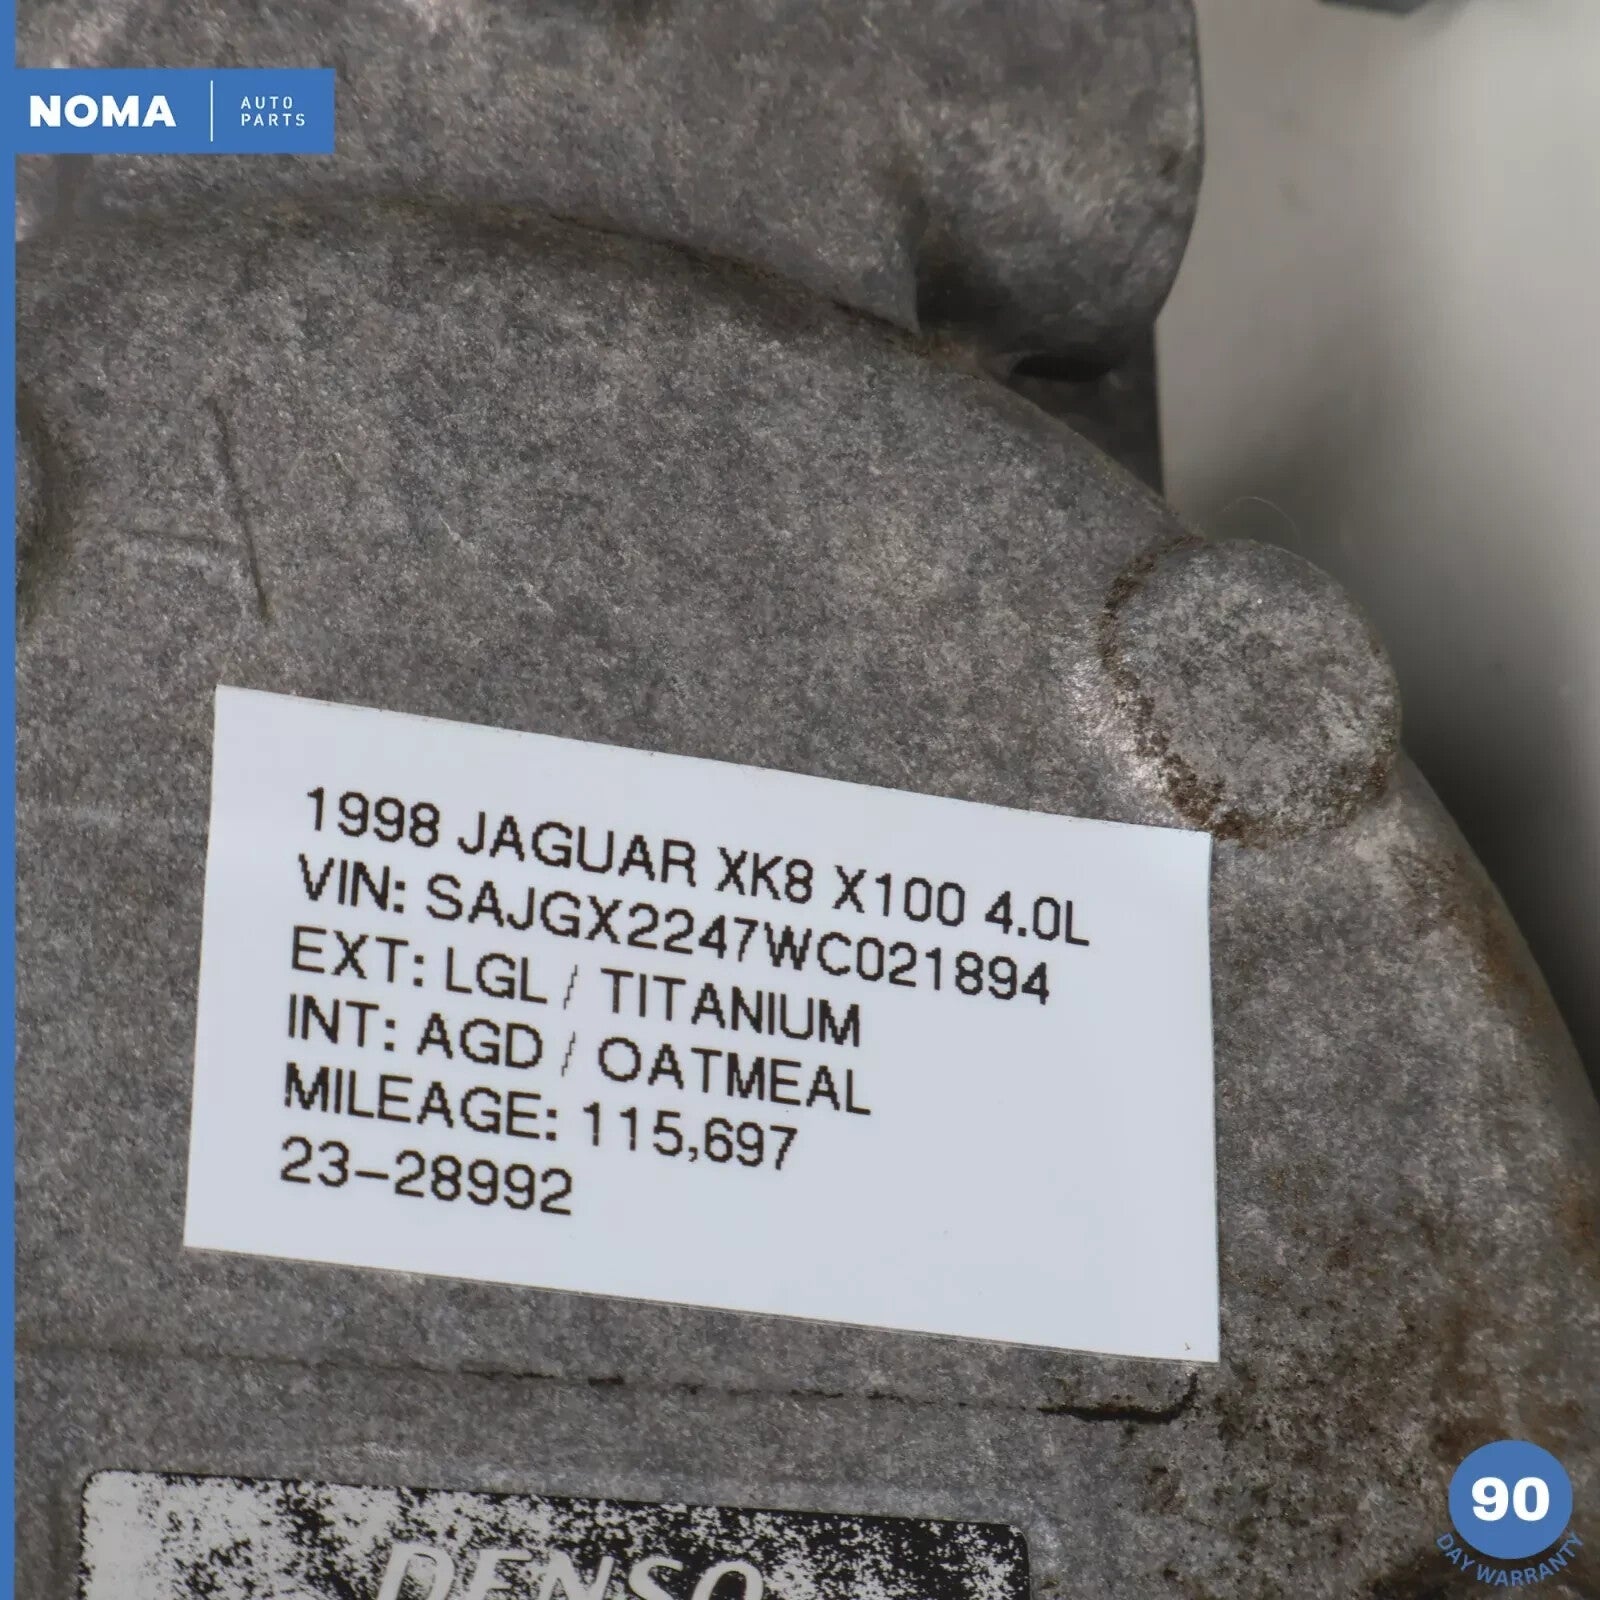 NOMA
AUTO
PARTS
1998 JAGUAR XK8 X100 4.0L
VIN: SAJGX2247WC021894
EXT: LGL / TITANIUM
INT: AGD / OATMEAL
MILEAGE: 115,697
23-28992
DENSO
90
DAY WARRANTY